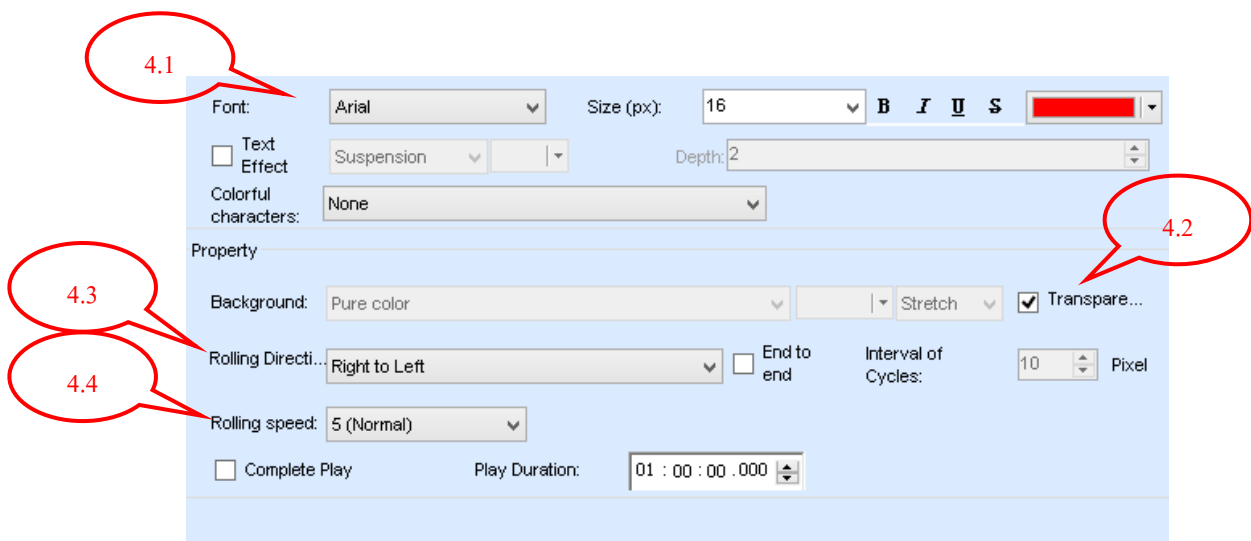 4.1
Font: Arial Size (px): 16 B I U S
Text Effect Suspension Depth: 2
Colorful characters: None
4.2
Property
4.3
Background: Pure color Stretch Transpare...
Rolling Directi... Right to Left End to end Interval of Cycles: 10 Pixel
4.4
Rolling speed: 5 (Normal)
Complete Play Play Duration: 01 : 00 : 00 .000